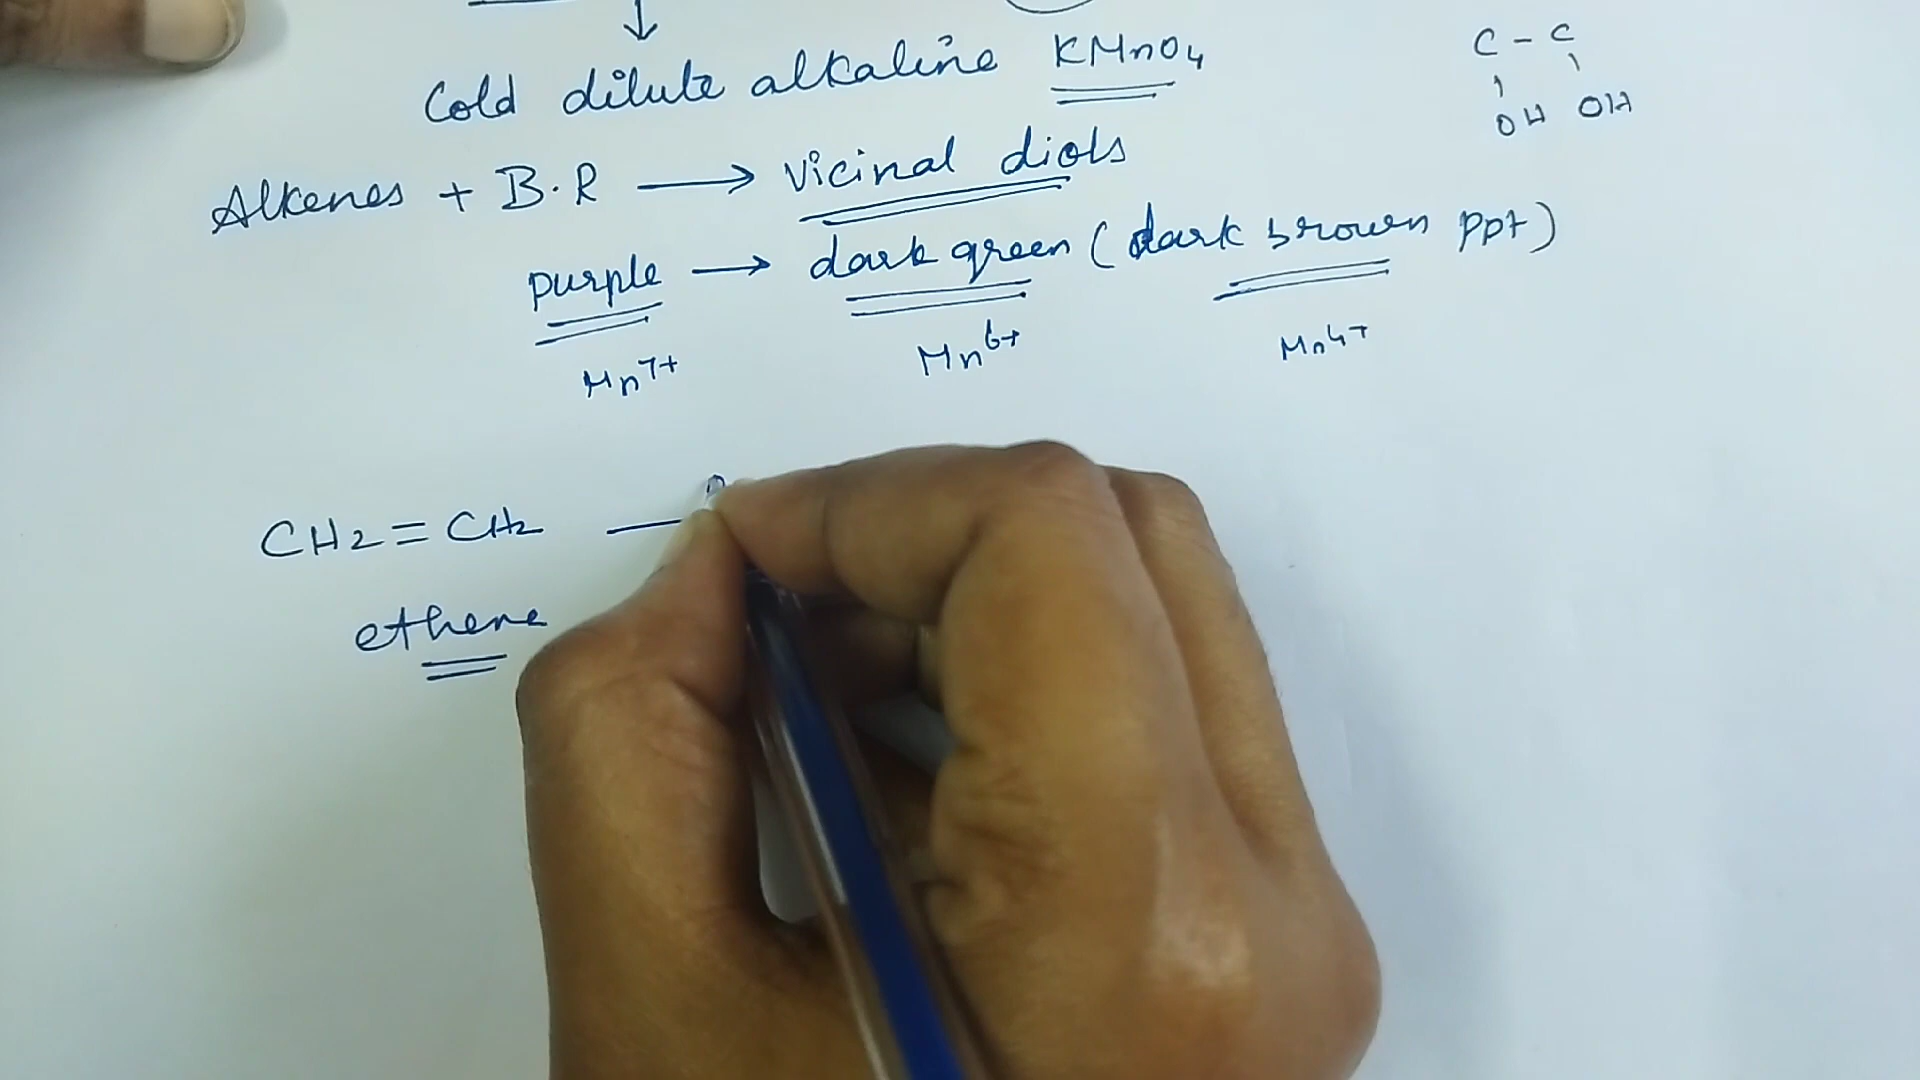 Cold dilute alkaline KMnO4
C - C
OH OH
Alkenes + B.R → vicinal diols
purple → dark green (dark brown ppt)
Mn7+ Mn6+ Mn4+
CH2 = CH2
ethene